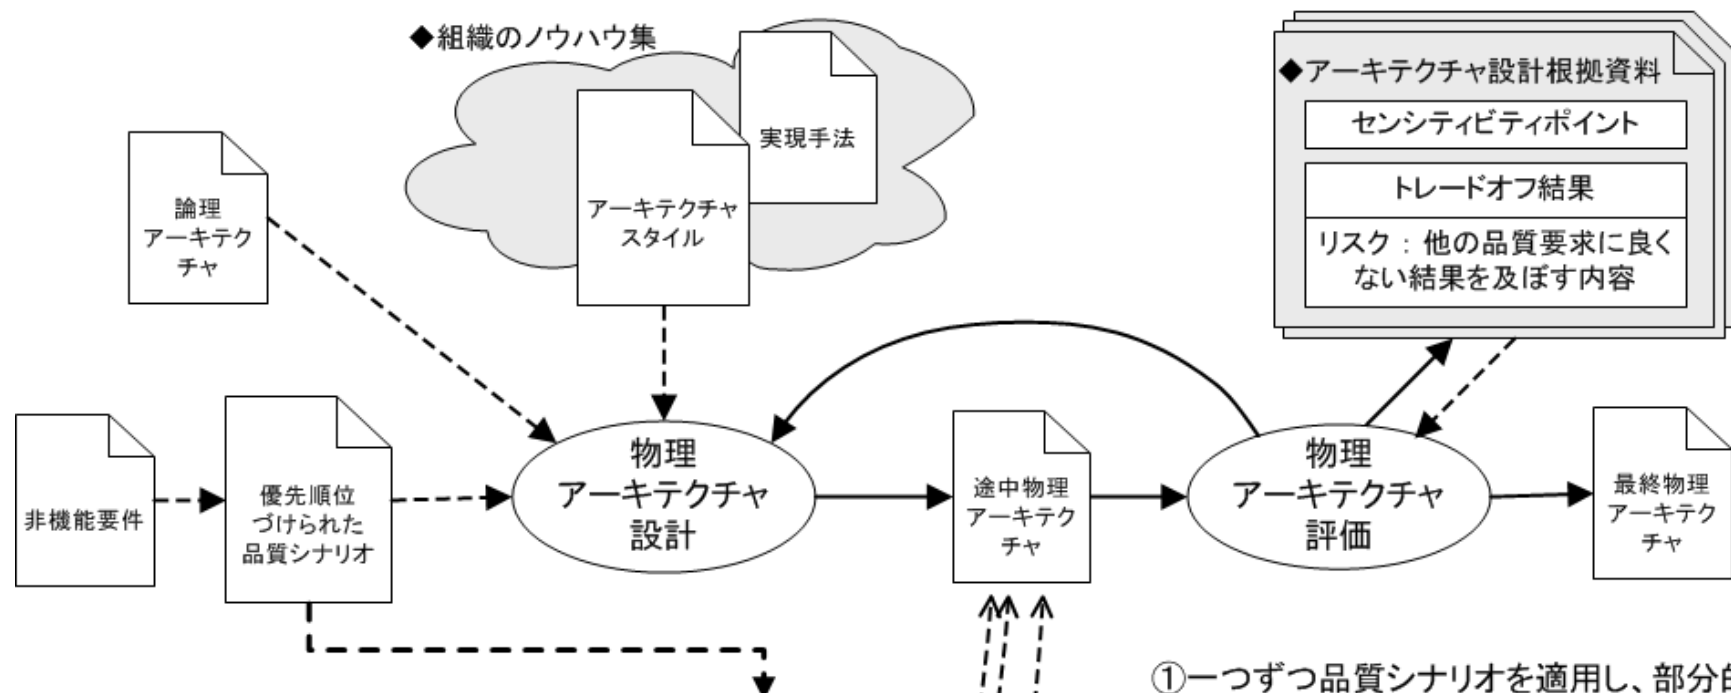 ◆組織のノウハウ集
実現手法
アーキテクチャ
スタイル
◆アーキテクチャ設計根拠資料
センシティビティポイント
トレードオフ結果
リスク：他の品質要求に良く
ない結果を及ぼす内容
論理
アーキテク
チャ
非機能要件
優先順位
づけられた
品質シナリオ
物理
アーキテクチャ
設計
途中物理
アーキテク
チャ
物理
アーキテクチャ
評価
最終物理
アーキテク
チャ
①一つずつ品質シナリオを適用し、部分的